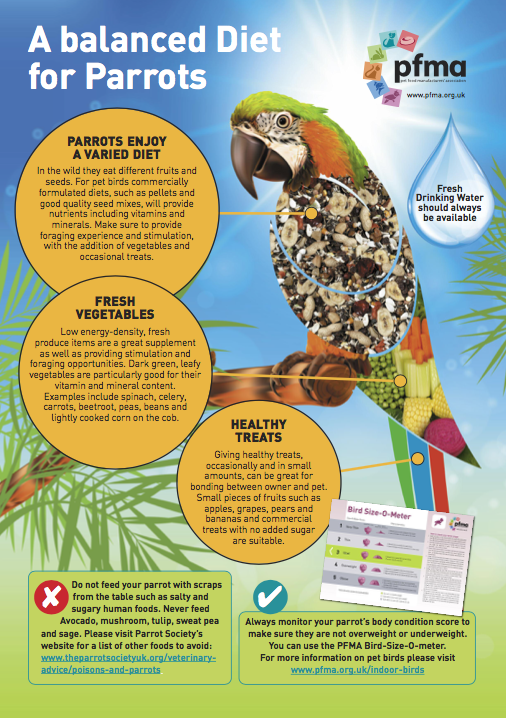 A balanced Diet
for Parrots
pfma
pet food manufacturers' association
www.pfma.org.uk
PARROTS ENJOY
A VARIED DIET
In the wild they eat different fruits and
seeds. For pet birds commercially
formulated diets, such as pellets and
good quality seed mixes, will provide
nutrients including vitamins and
minerals. Make sure to provide
foraging experience and stimulation,
with the addition of vegetables and
occasional treats.
Fresh
Drinking Water
should always
be available
FRESH
VEGETABLES
Low energy-density, fresh
produce items are a great supplement
as well as providing stimulation and
foraging opportunities. Dark green, leafy
vegetables are particularly good for their
vitamin and mineral content.
Examples include spinach, celery,
carrots, beetroot, peas, beans and
lightly cooked corn on the cob.
HEALTHY
TREATS
Giving healthy treats,
occasionally and in small
amounts, can be great for
bonding between owner and pet.
Small pieces of fruits such as
apples, grapes, pears and
bananas and commercial
treats with no added sugar
are suitable.
Bird Size-O-Meter
pfma
1
2
3
4
5
Do not feed your parrot with scraps
from the table such as salty and
sugary human foods. Never feed
Avocado, mushroom, tulip, sweat pea
and sage. Please visit Parrot Society's
website for a list of other foods to avoid:
www.theparrotsocietyuk.org/veterinary-
advice/poisons-and-parrots
Always monitor your parrot's body condition score to
make sure they are not overweight or underweight.
You can use the PFMA Bird-Size-O-meter.
For more information on pet birds please visit
www.pfma.org.uk/indoor-birds